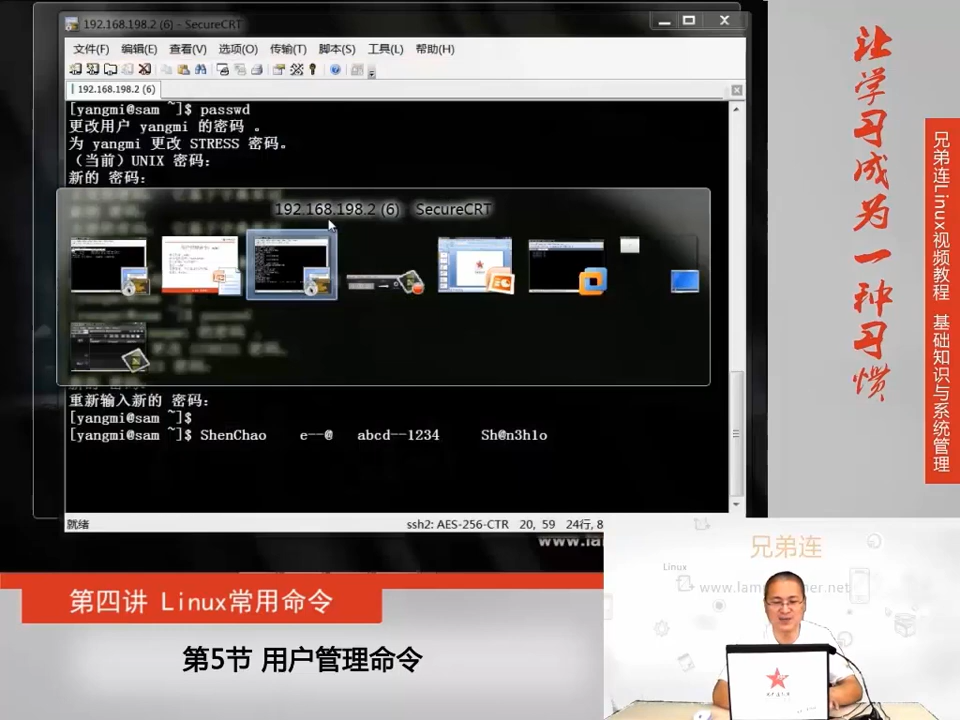 192.168.198.2 (6) - SecureCRT
文件(F) 编辑(E) 查看(V) 选项(O) 传输(T) 脚本(S) 工具(L) 帮助(H)
192.168.198.2 (6)
[yangmi@sam ~]$ passwd
更改用户 yangmi 的密码 。
为 yangmi 更改 STRESS 密码。
（当前）UNIX 密码：
新的 密码：
192.168.198.2 (6) - SecureCRT
重新输入新的 密码：
[yangmi@sam ~]$
[yangmi@sam ~]$ ShenChao e--@ abcd--1234 Sh@n3h1o
就绪 ssh2: AES-256-CTR 20, 59 24行, 8
让学习成为一种习惯
兄弟连Linux视频教程 基础知识与系统管理
兄弟连
Linux
第四讲 Linux常用命令
第5节 用户管理命令